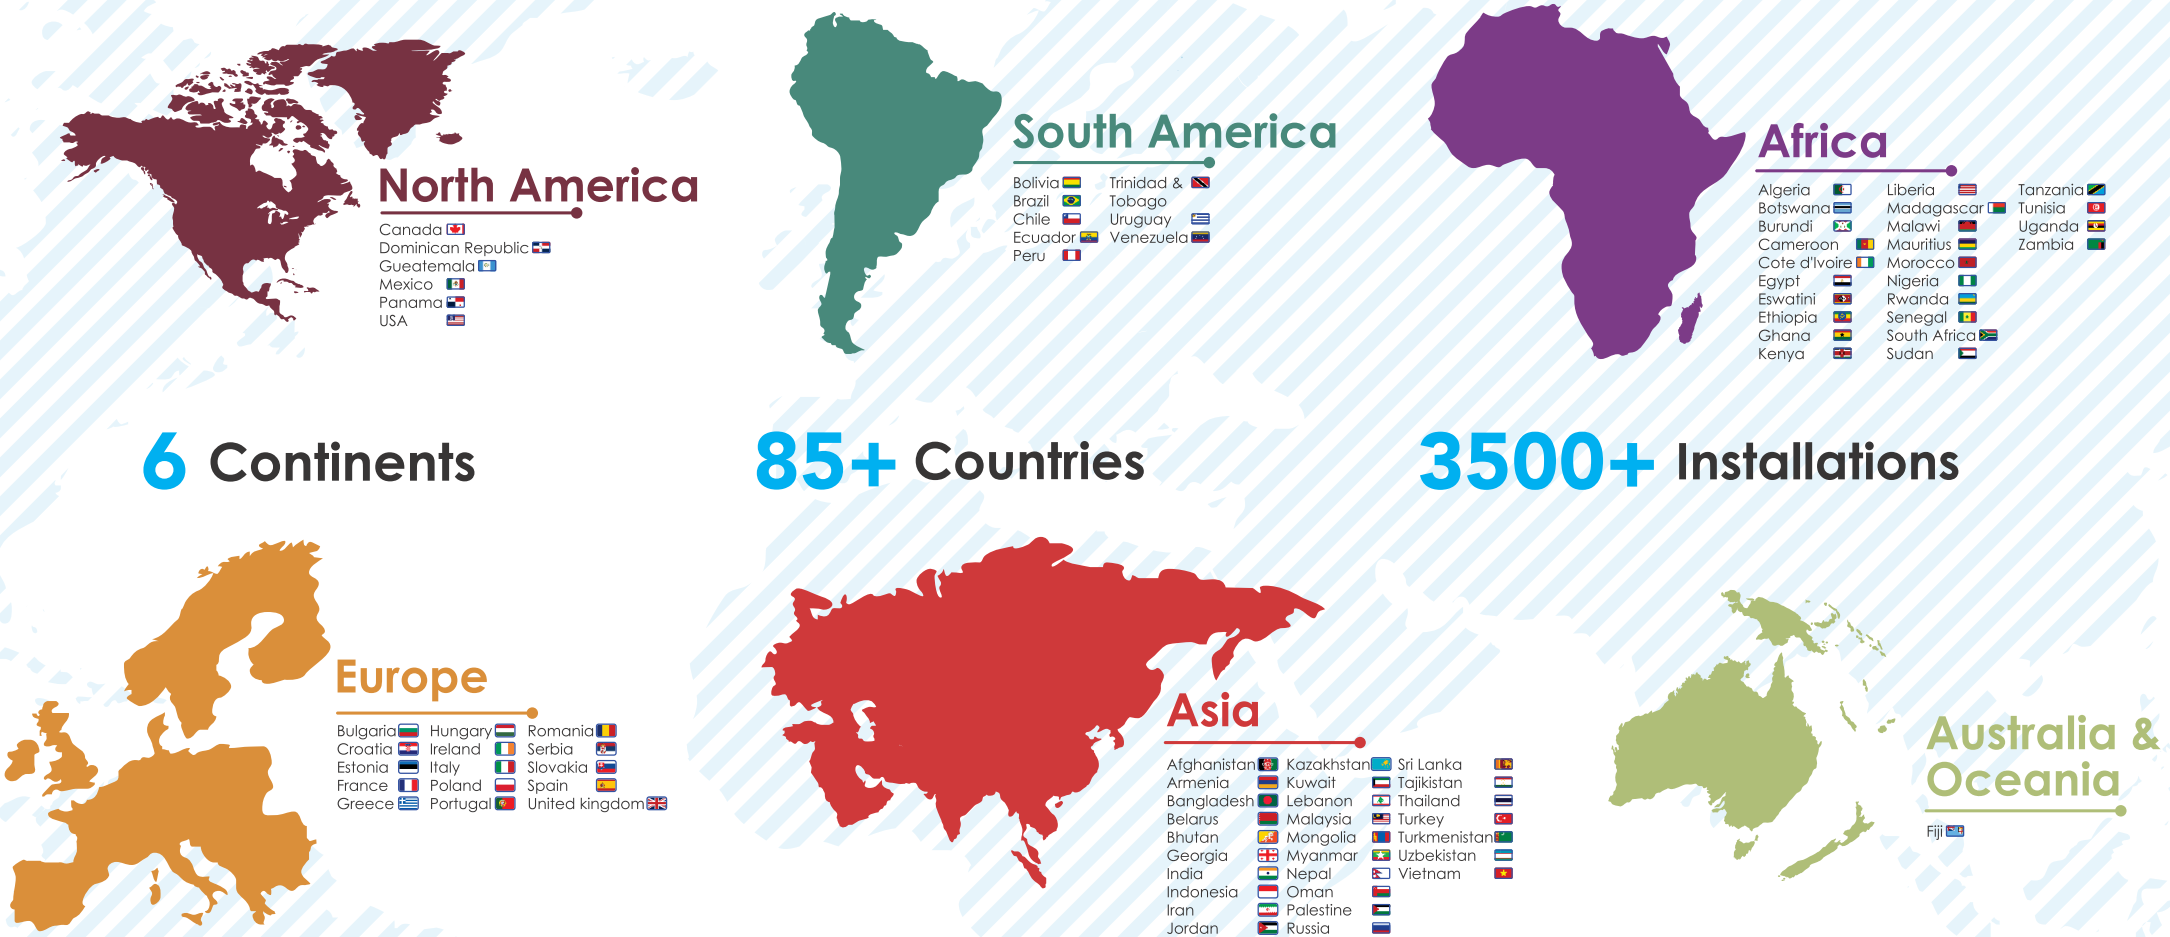 North America
Canada
Dominican Republic
Gueatemala
Mexico
Panama
USA
South America
Bolivia
Brazil
Chile
Ecuador
Peru
Trinidad &
Tobago
Uruguay
Venezuela
Africa
Algeria
Botswana
Burundi
Cameroon
Cote d'Ivoire
Egypt
Eswatini
Ethiopia
Ghana
Kenya
Liberia
Madagascar
Malawi
Mauritius
Morocco
Nigeria
Rwanda
Senegal
South Africa
Sudan
Tanzania
Tunisia
Uganda
Zambia
6 Continents
85+ Countries
3500+ Installations
Europe
Bulgaria
Croatia
Estonia
France
Greece
Hungary
Ireland
Italy
Poland
Portugal
Romania
Serbia
Slovakia
Spain
United kingdom
Asia
Afghanistan
Armenia
Bangladesh
Belarus
Bhutan
Georgia
India
Indonesia
Iran
Jordan
Kazakhstan
Kuwait
Lebanon
Malaysia
Mongolia
Myanmar
Nepal
Oman
Palestine
Russia
Sri Lanka
Tajikistan
Thailand
Turkey
Turkmenistan
Uzbekistan
Vietnam
Australia &
Oceania
Fiji